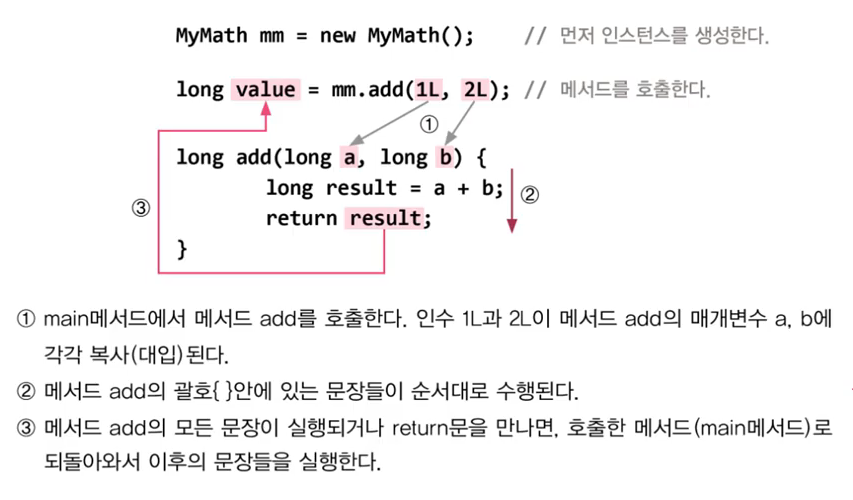 MyMath mm = new MyMath(); // 먼저 인스턴스를 생성한다.
long value = mm.add(1L, 2L); // 메서드를 호출한다.
①
long add(long a, long b) {
long result = a + b;
②
③
return result;
}
① main메서드에서 메서드 add를 호출한다. 인수 1L과 2L이 메서드 add의 매개변수 a, b에
각각 복사(대입)된다.
② 메서드 add의 괄호{ }안에 있는 문장들이 순서대로 수행된다.
③ 메서드 add의 모든 문장이 실행되거나 return문을 만나면, 호출한 메서드(main메서드)로
되돌아와서 이후의 문장들을 실행한다.